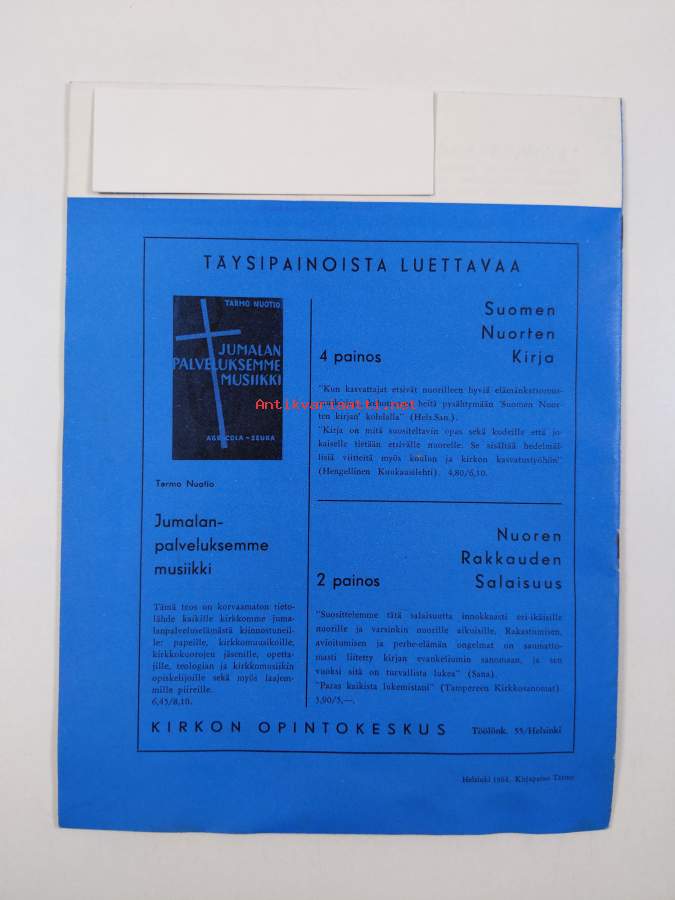 TÄYSIPAINOISTA LUETTAVAA
TARMO NUOTIO
JUMALAN
PALVELUKSEMME
MUSIIKKI
AGRICOLA-SEURA
Tarmo Nuotio
Jumalan-
palveluksemme
musiikki
Tämä teos on korvaamaton tieto-
lähde kaikille kirkkomme juma-
lanpalveluselämästä kiinnostuneil-
le: papeille, kirkkomuusikoille,
kirkkokuorojen jäsenille, opetta-
jille, teologian ja kirkkomusiikin
opiskelijoille sekä myös laajem-
mille piireille.
6,45/8,10.
Suomen
Nuorten
4 painos Kirja
"Kun kasvattajat etsivät nuorilleen hyviä elämänkatsomus-
heitä pysähtymään 'Suomen Nuor-
ten kirjan' kohdalla" (Hels.San.).
"Kirja on mitä suositeltavin opas sekä kodeille että jo-
kaiselle tietään etsivälle nuorelle. Se sisältää hedelmäl-
lisiä viitteitä myös koulun ja kirkon kasvatustyöhön"
(Hengellinen Kuukausilehti). 4,80/6,10.
Nuoren
Rakkauden
2 painos Salaisuus
"Suosittelemme tätä salaisuutta innokkaasti eri-ikäisille
nuorille ja varsinkin nuorille aikuisille. Rakastumisen,
avioitumisen ja perhe-elämän ongelmat on saumatto-
masti liitetty kirjan evankeliumin sanomaan, ja sen
vuoksi sitä on turvallista lukea" (Sana).
"Paras kaikista lukemistani" (Tampereen Kirkkosanomat)
3,90/5,—.
KIRKON OPINTOKESKUS Töölönk. 55/Helsinki
Helsinki 1964, Kirjapaino Tarmo
Antikvariaatti.net